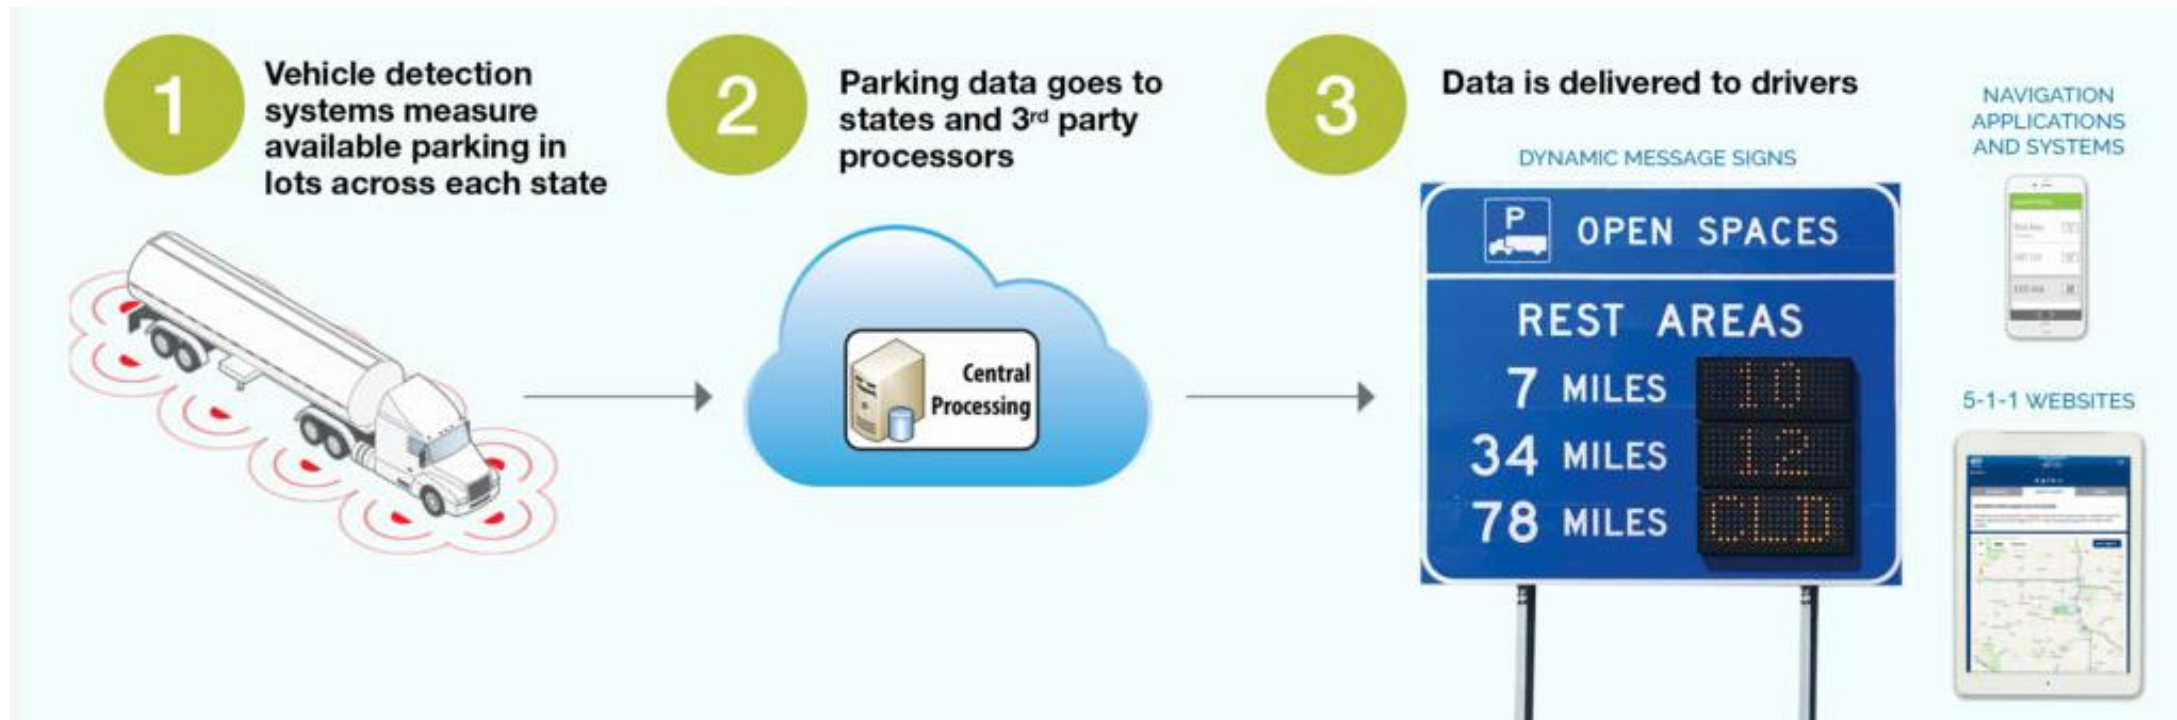 1
Vehicle detection
systems measure
available parking in
lots across each state
2
Parking data goes to
states and 3rd party
processors
Central
Processing
3
Data is delivered to drivers
DYNAMIC MESSAGE SIGNS
P
OPEN SPACES
REST AREAS
7 MILES 10
34 MILES 12
78 MILES CLD
NAVIGATION
APPLICATIONS
AND SYSTEMS
5-1-1 WEBSITES